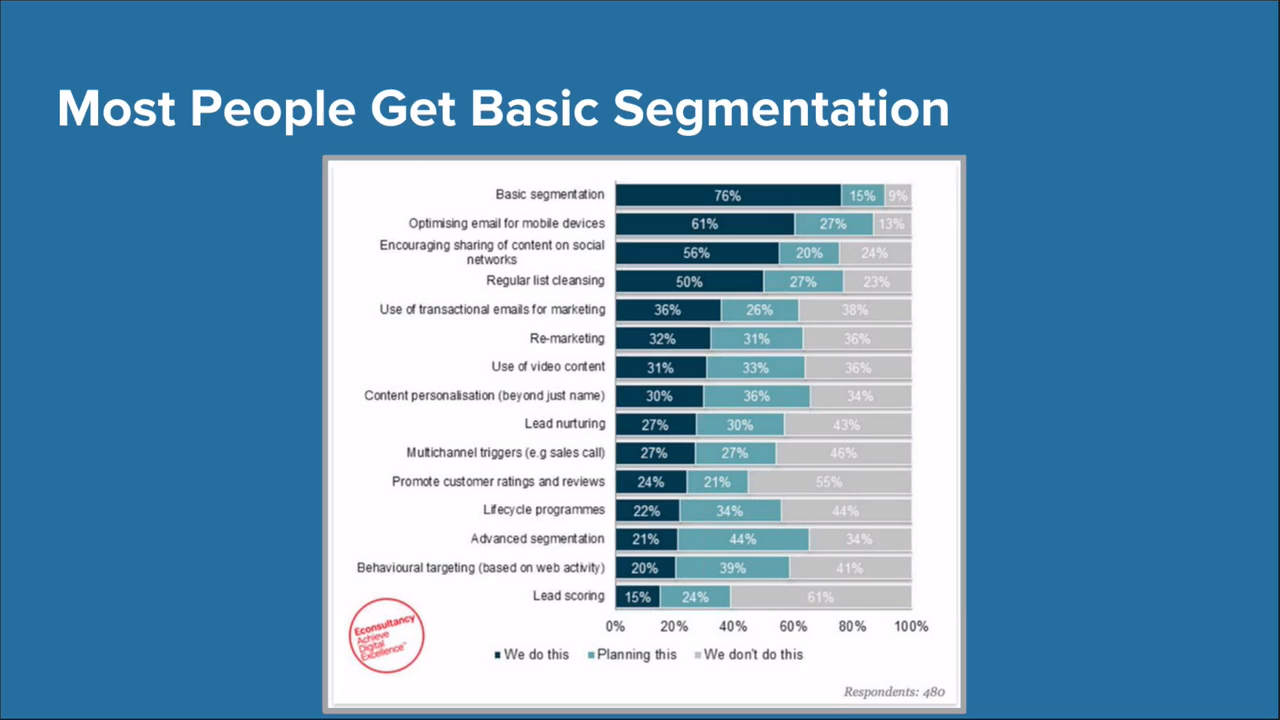 Most People Get Basic Segmentation
Basic segmentation 76% 15% 9%
Optimising email for mobile devices 61% 27% 13%
Encouraging sharing of content on social
networks 56% 20% 24%
Regular list cleansing 50% 27% 23%
Use of transactional emails for marketing 36% 26% 38%
Re-marketing 32% 31% 36%
Use of video content 31% 33% 36%
Content personalisation (beyond just name) 30% 36% 34%
Lead nurturing 27% 30% 43%
Multichannel triggers (e.g sales call) 27% 27% 46%
Promote customer ratings and reviews 24% 21% 55%
Lifecycle programmes 22% 34% 44%
Advanced segmentation 21% 44% 34%
Behavioural targeting (based on web activity) 20% 39% 41%
Lead scoring 15% 24% 61%
0% 20% 40% 60% 80% 100%
We do this Planning this We don't do this
Econsultancy
Achieve
Digital
Excellence™
Respondents: 480